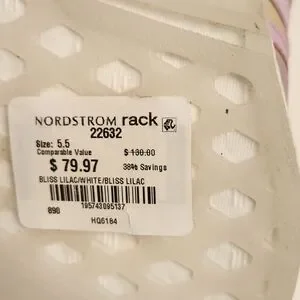 NORDSTROM rack
22632
Size: 5.5
Comparable Value $ 130.00
$ 79.97 38% Savings
BLISS LILAC/WHITE/BLISS LILAC
195743095137
890
HQ6184